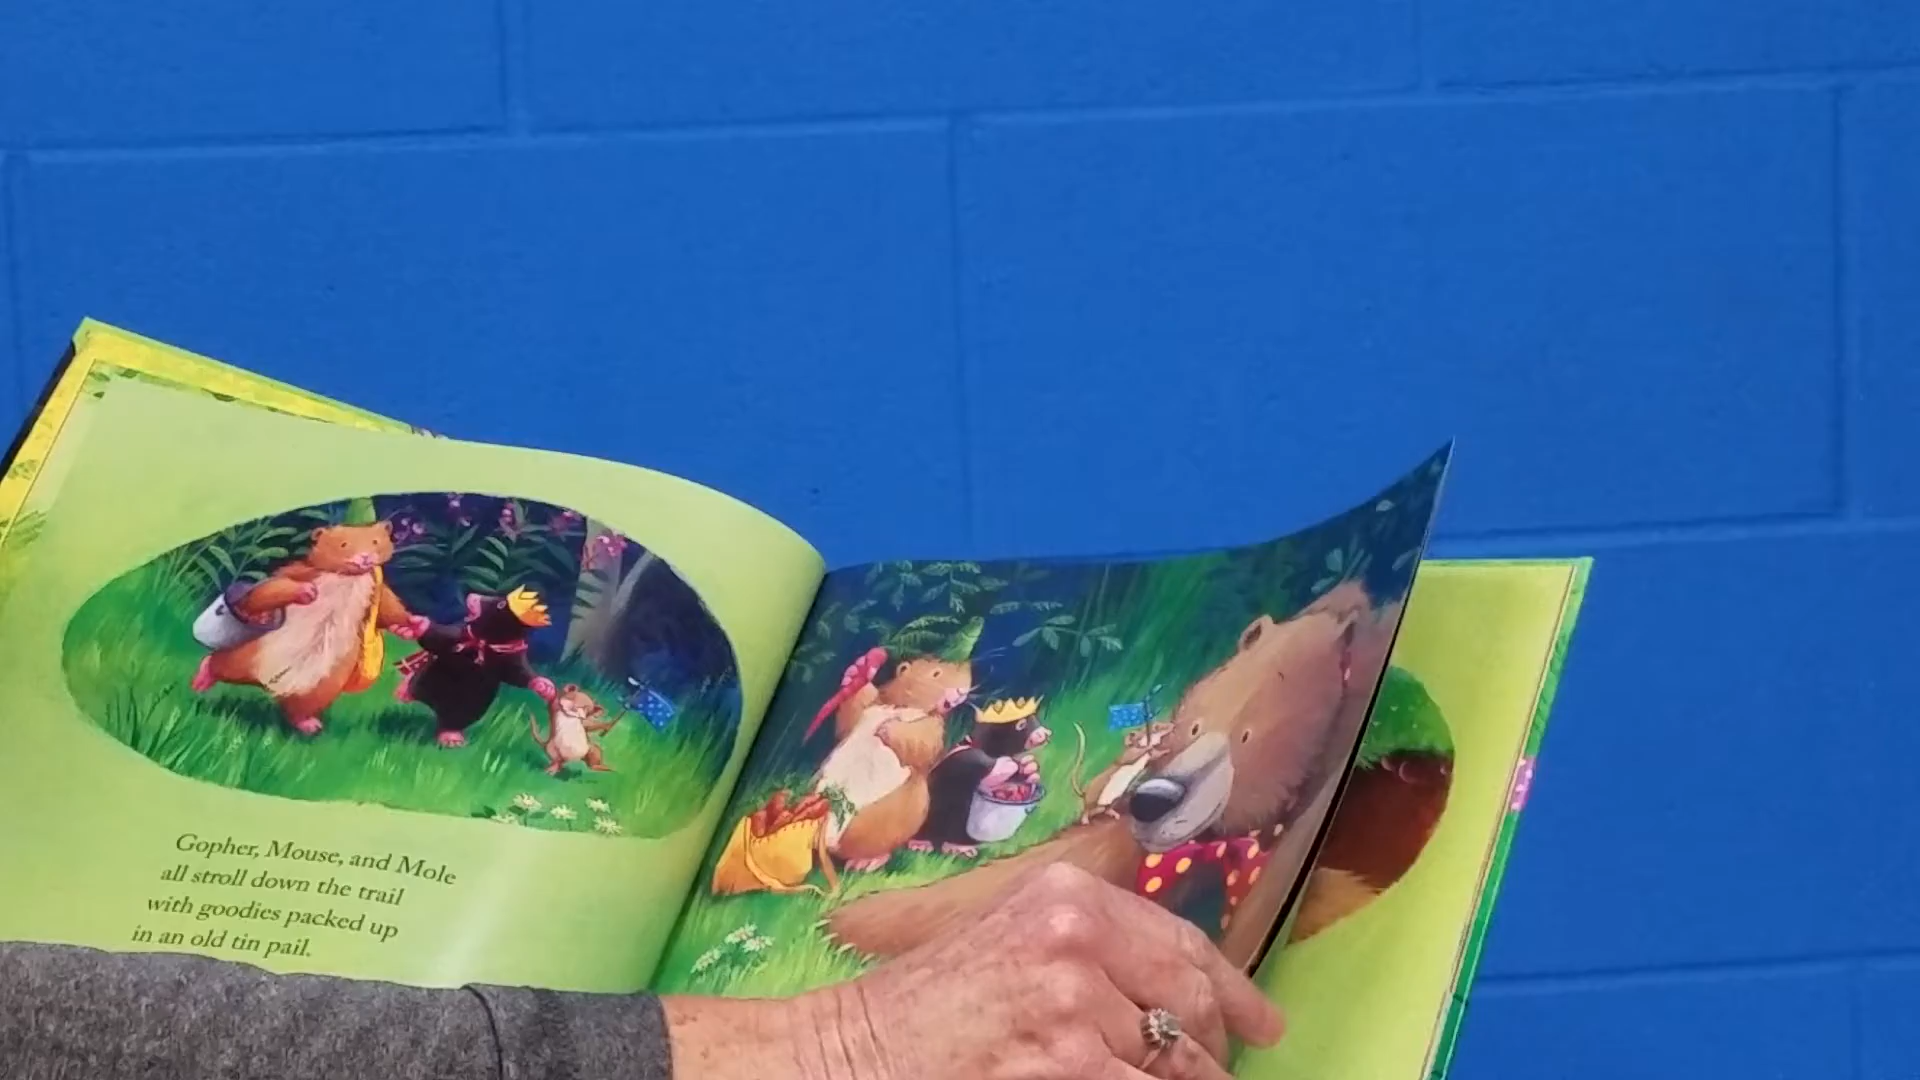 Gopher, Mouse, and Mole
all stroll down the trail
with goodies packed up
in an old tin pail.